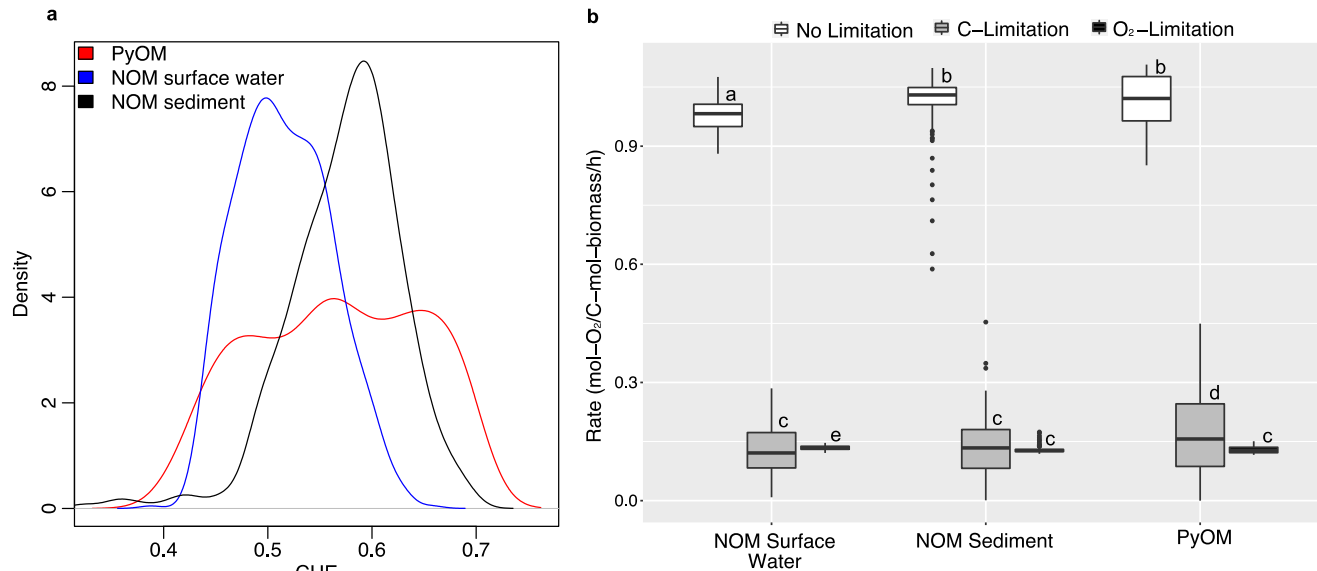 a
PyOM
NOM surface water
NOM sediment
Density
0
2
4
6
8
0.4
0.5
0.6
0.7
b
No Limitation
C−Limitation
O₂−Limitation
Rate (mol−O₂/C−mol−biomass/h)
0.9
0.6
0.3
0.0
a
b
b
c
e
c
c
d
c
NOM Surface
Water
NOM Sediment
PyOM